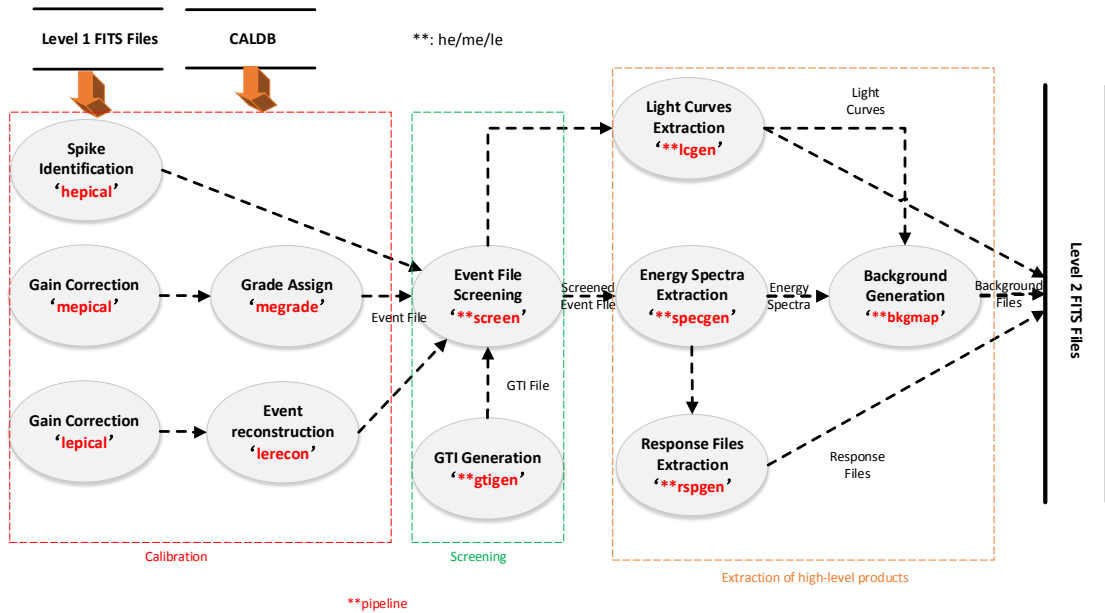 Level 1 FITS Files
CALDB
**: he/me/le
Spike
Identification
‘hepical’
Gain Correction
‘mepical’
Grade Assign
‘megrade’
Event File
Gain Correction
‘lepical’
Event
reconstruction
‘lerecon’
Calibration
Event File
Screening
‘**screen’
GTI File
GTI Generation
‘**gtigen’
Screening
Screened
Event File
Light Curves
Extraction
‘**lcgen’
Light
Curves
Energy Spectra
Extraction
‘**specgen’
Energy
Spectra
Background
Generation
‘**bkgmap’
Background
Files
Response Files
Extraction
‘**rspgen’
Response
Files
Extraction of high-level products
Level 2 FITS Files
**pipeline